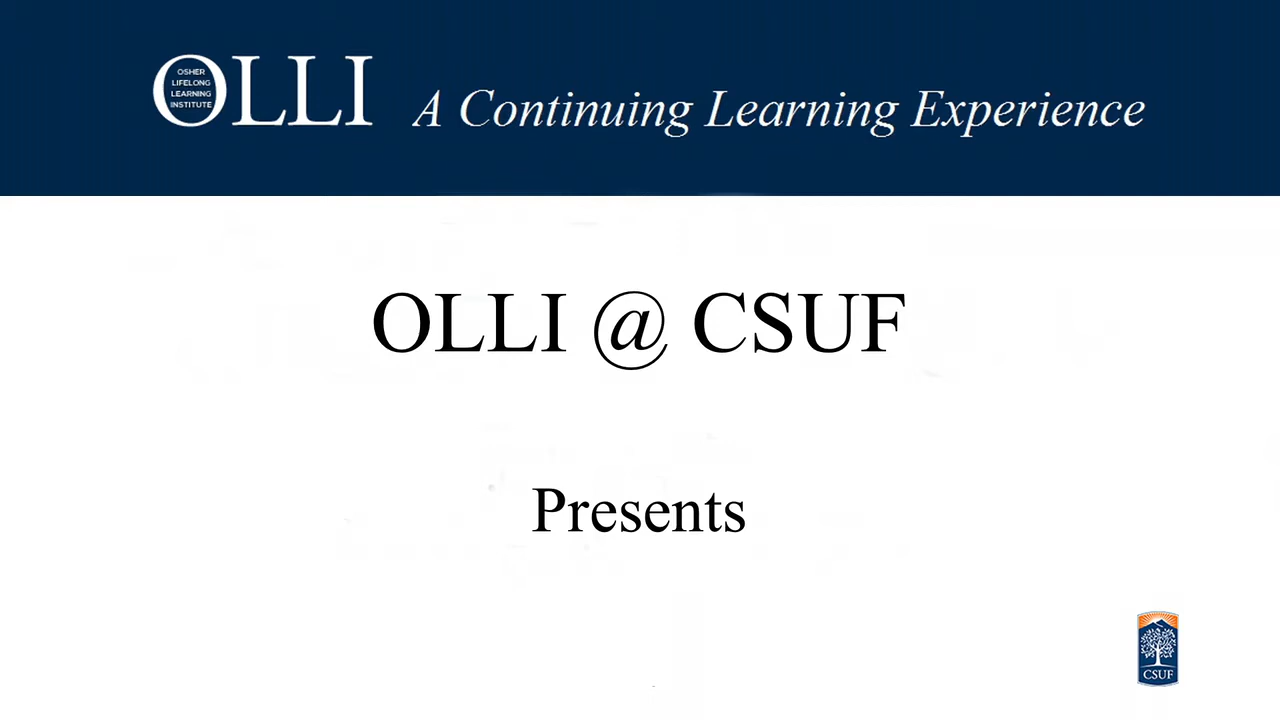 OLLI A Continuing Learning Experience
OSHER
LIFELONG
LEARNING
INSTITUTE
OLLI @ CSUF
Presents
CSUF